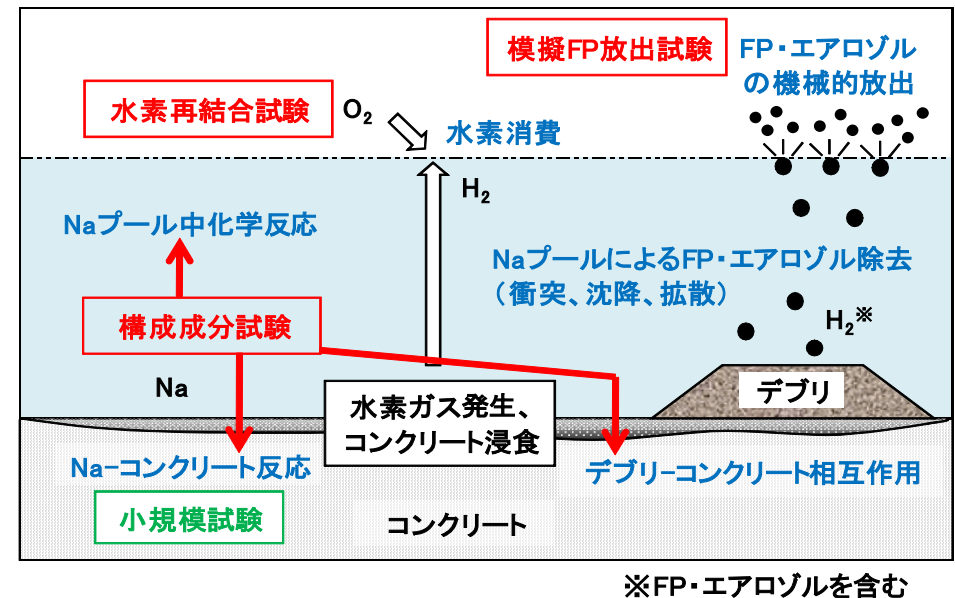 模擬FP放出試験
FP・エアロゾル
の機械的放出
水素再結合試験
O2
水素消費
H2
Naプール中化学反応
NaプールによるFP・エアロゾル除去
（衝突、沈降、拡散）
構成成分試験
H2※
Na
デブリ
水素ガス発生、
コンクリート浸食
Na-コンクリート反応
デブリ-コンクリート相互作用
小規模試験
コンクリート
※FP・エアロゾルを含む